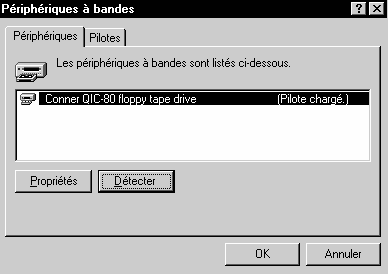 Périphériques à bandes
Périphériques
Pilotes
Les périphériques à bandes sont listés ci-dessous.
Conner QIC-80 floppy tape drive (Pilote chargé.)
Propriétés
Détecter
OK
Annuler